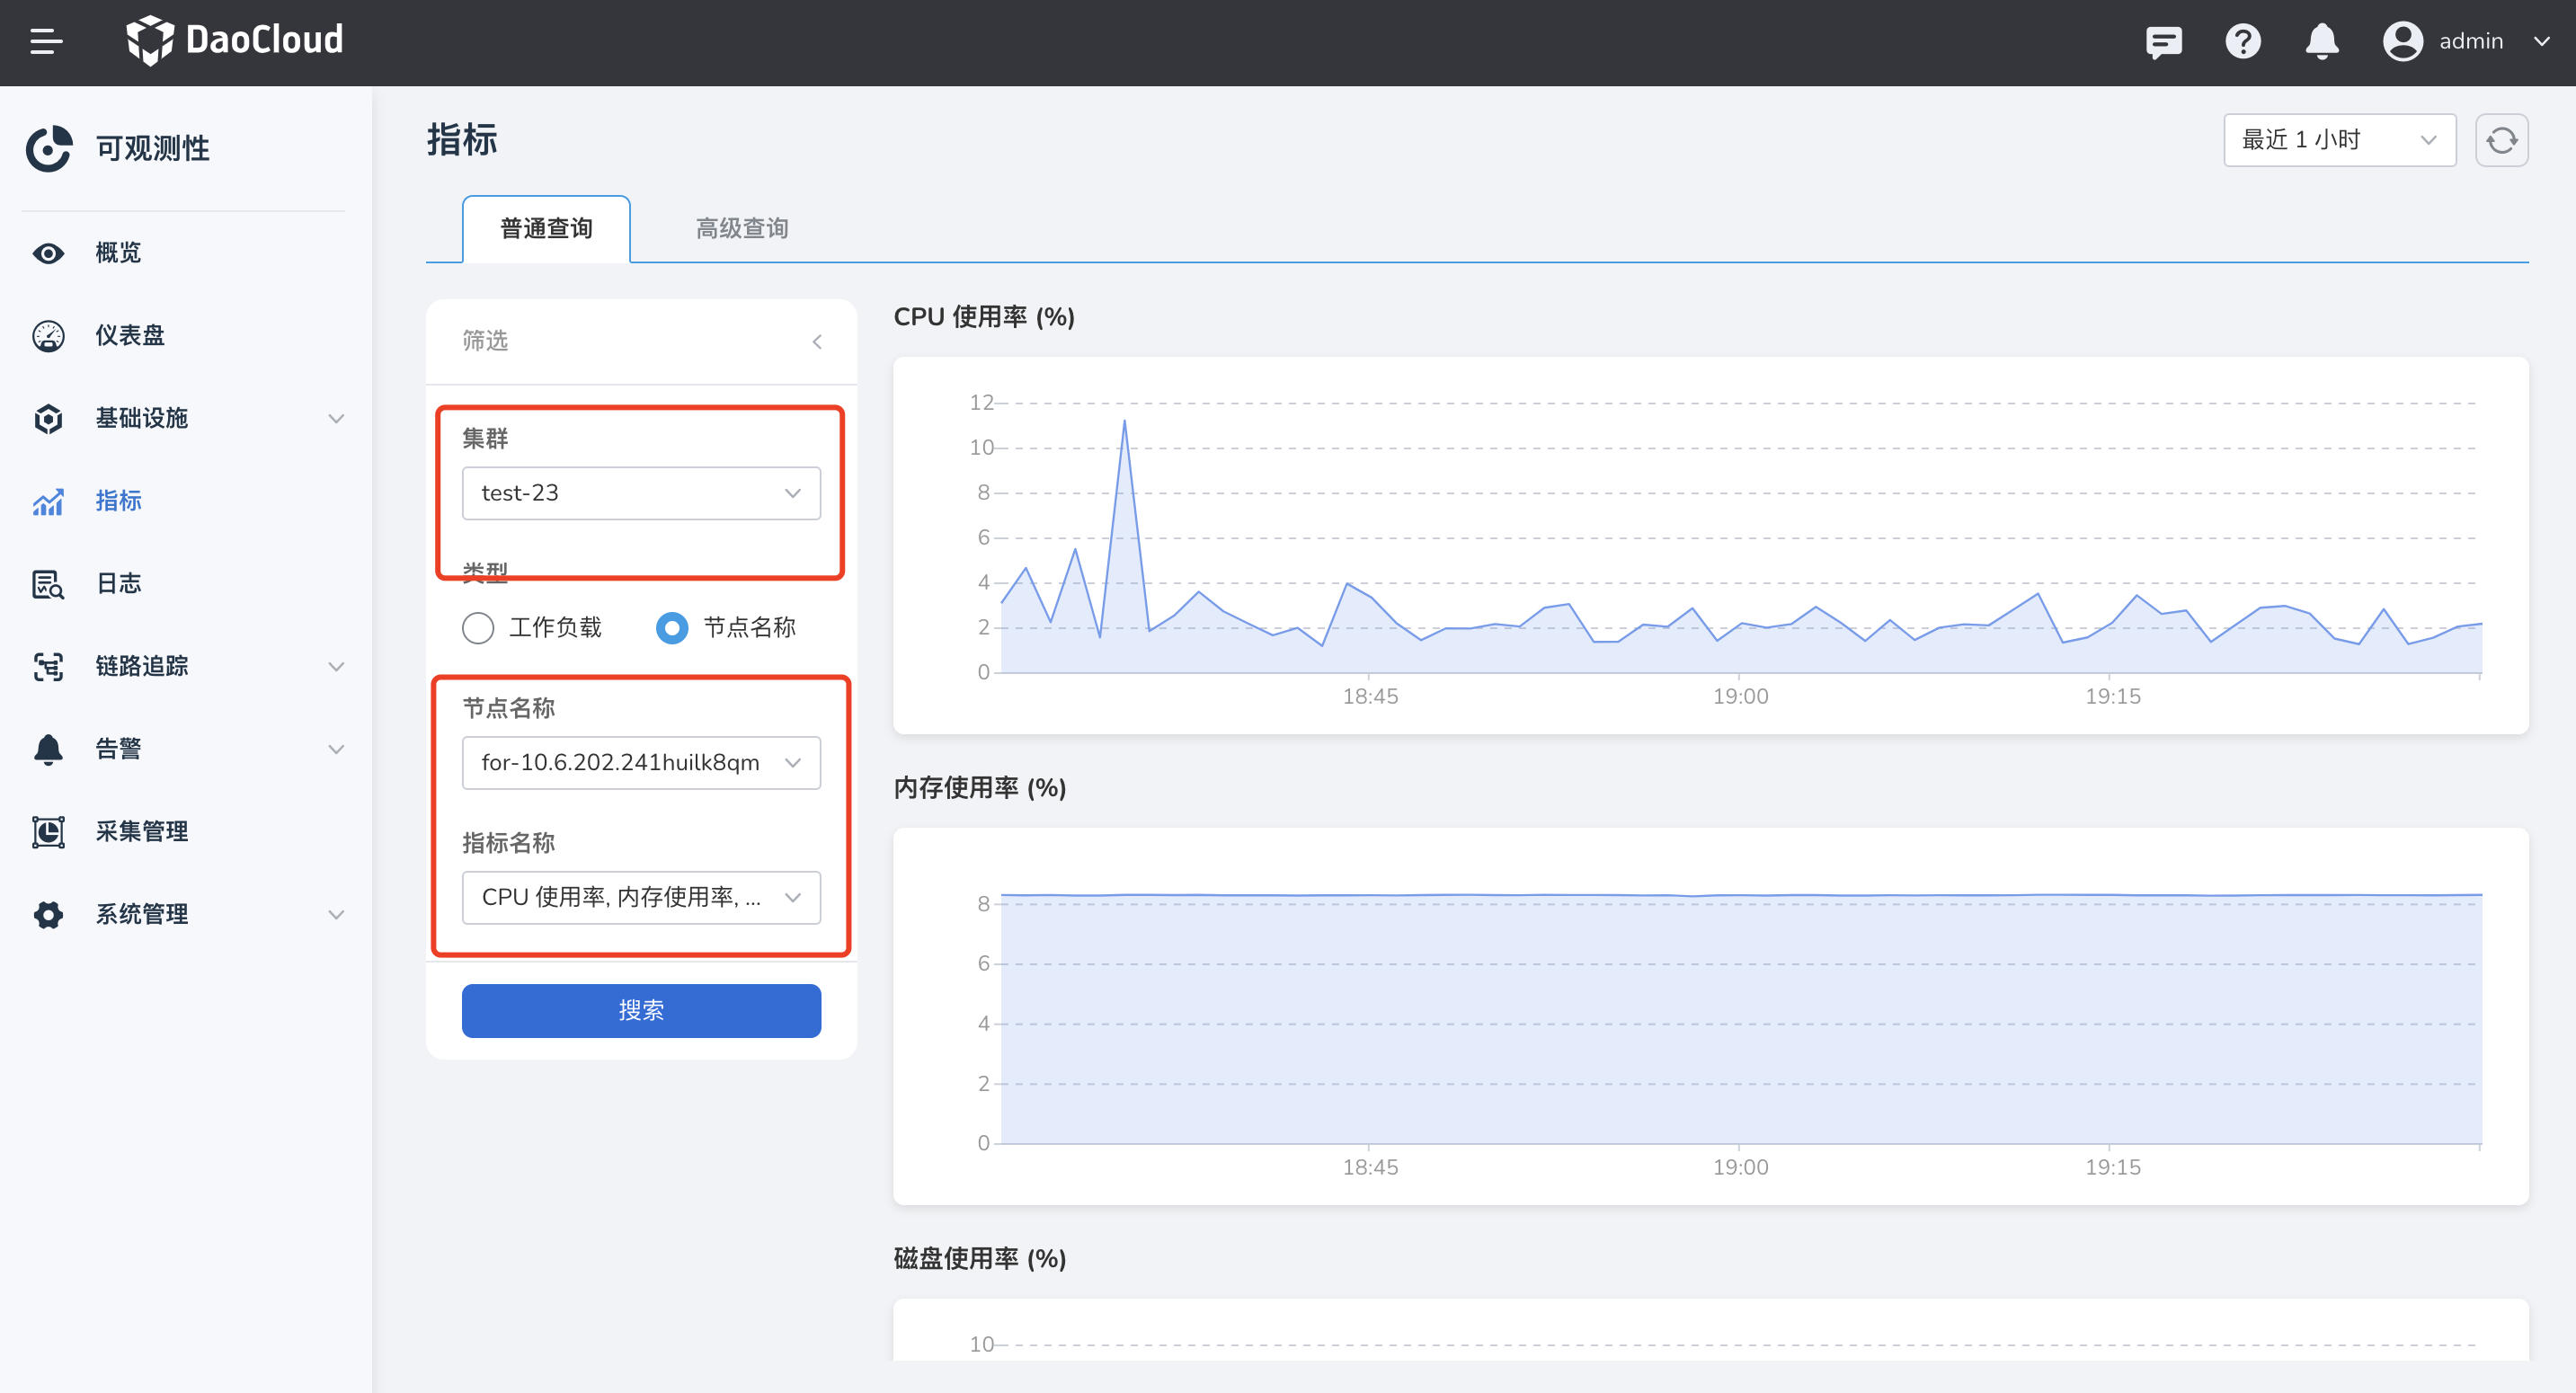 DaoCloud
admin
可观测性
概览
仪表盘
基础设施
指标
日志
链路追踪
告警
采集管理
系统管理
指标
最近 1 小时
普通查询
高级查询
筛选
集群
test-23
类型
工作负载
节点名称
节点名称
for-10.6.202.241huilk8qm
指标名称
CPU 使用率, 内存使用率, ...
搜索
CPU 使用率 (%)
12
10
8
6
4
2
0
18:45 19:00 19:15
内存使用率 (%)
8
6
4
2
0
18:45 19:00 19:15
磁盘使用率 (%)
10